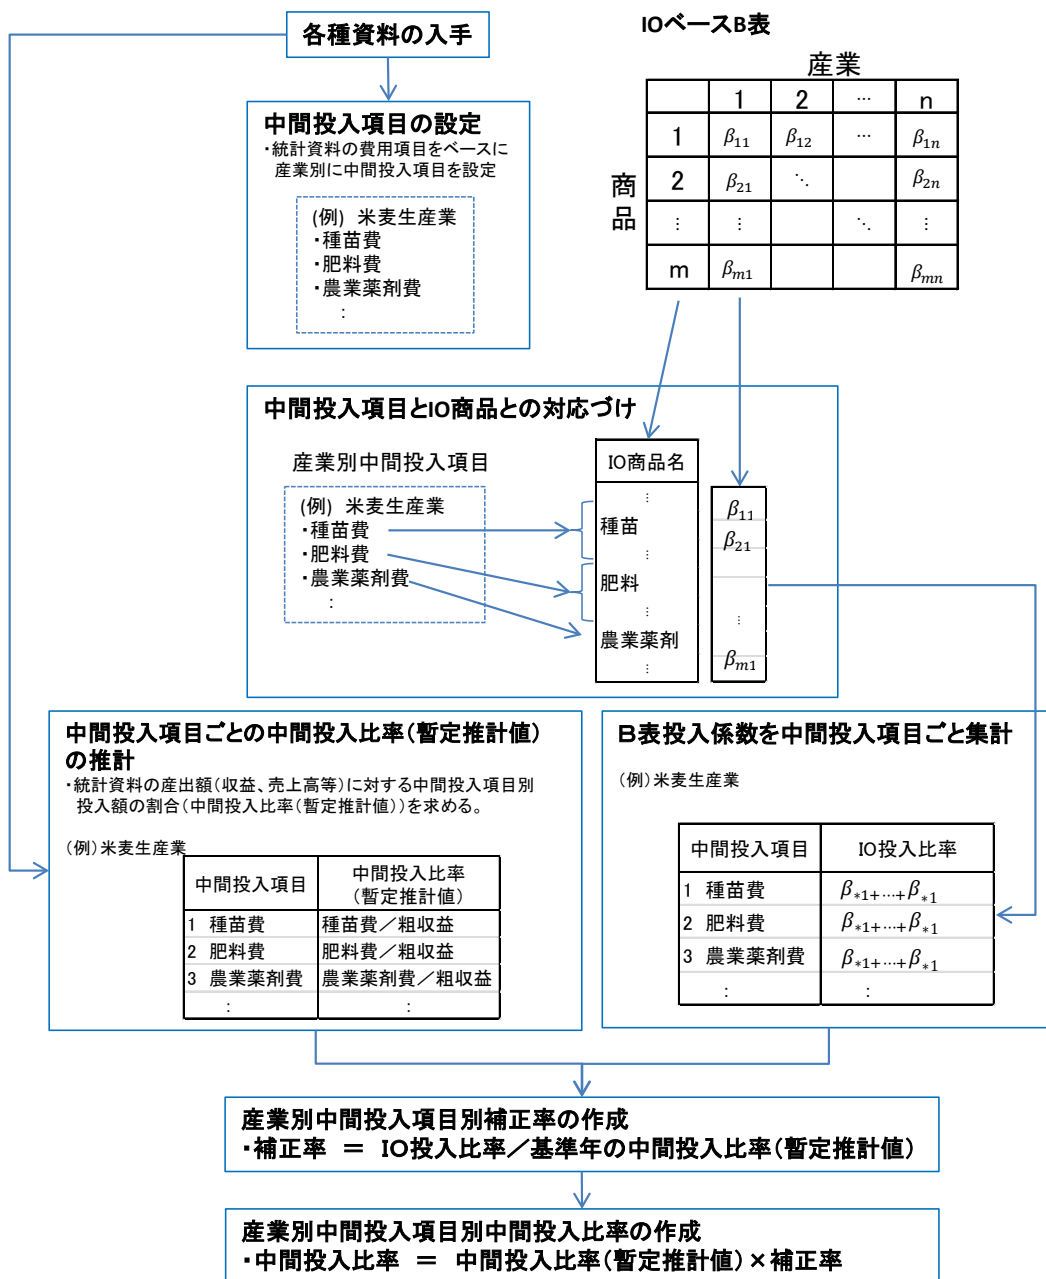 各種資料の入手
IOベースB表
産業
1 2 … n
1 β11 β12 … β1n
商品
2 β21 ⋱ β2n
⋮ ⋮ ⋱ ⋮
m βm1 βmn
中間投入項目の設定
・統計資料の費用項目をベースに
産業別に中間投入項目を設定
(例) 米麦生産業
・種苗費
・肥料費
・農業薬剤費
:
中間投入項目とIO商品との対応づけ
産業別中間投入項目
(例) 米麦生産業
・種苗費
・肥料費
・農業薬剤費
:
IO商品名
⋮
種苗
⋮
肥料
⋮
農業薬剤
⋮
β11
β21
⋮
βm1
中間投入項目ごとの中間投入比率(暫定推計値)
の推計
・統計資料の産出額(収益、売上高等)に対する中間投入項目別
投入額の割合(中間投入比率(暫定推計値))を求める。
(例)米麦生産業
中間投入項目 中間投入比率
(暫定推計値)
1 種苗費 種苗費/粗収益
2 肥料費 肥料費/粗収益
3 農業薬剤費 農業薬剤費/粗収益
: :
B表投入係数を中間投入項目ごと集計
(例)米麦生産業
中間投入項目 IO投入比率
1 種苗費 β*1+…+β*1
2 肥料費 β*1+…+β*1
3 農業薬剤費 β*1+…+β*1
: :
産業別中間投入項目別補正率の作成
・補正率 = IO投入比率/基準年の中間投入比率(暫定推計値)
産業別中間投入項目別中間投入比率の作成
・中間投入比率 = 中間投入比率(暫定推計値)×補正率